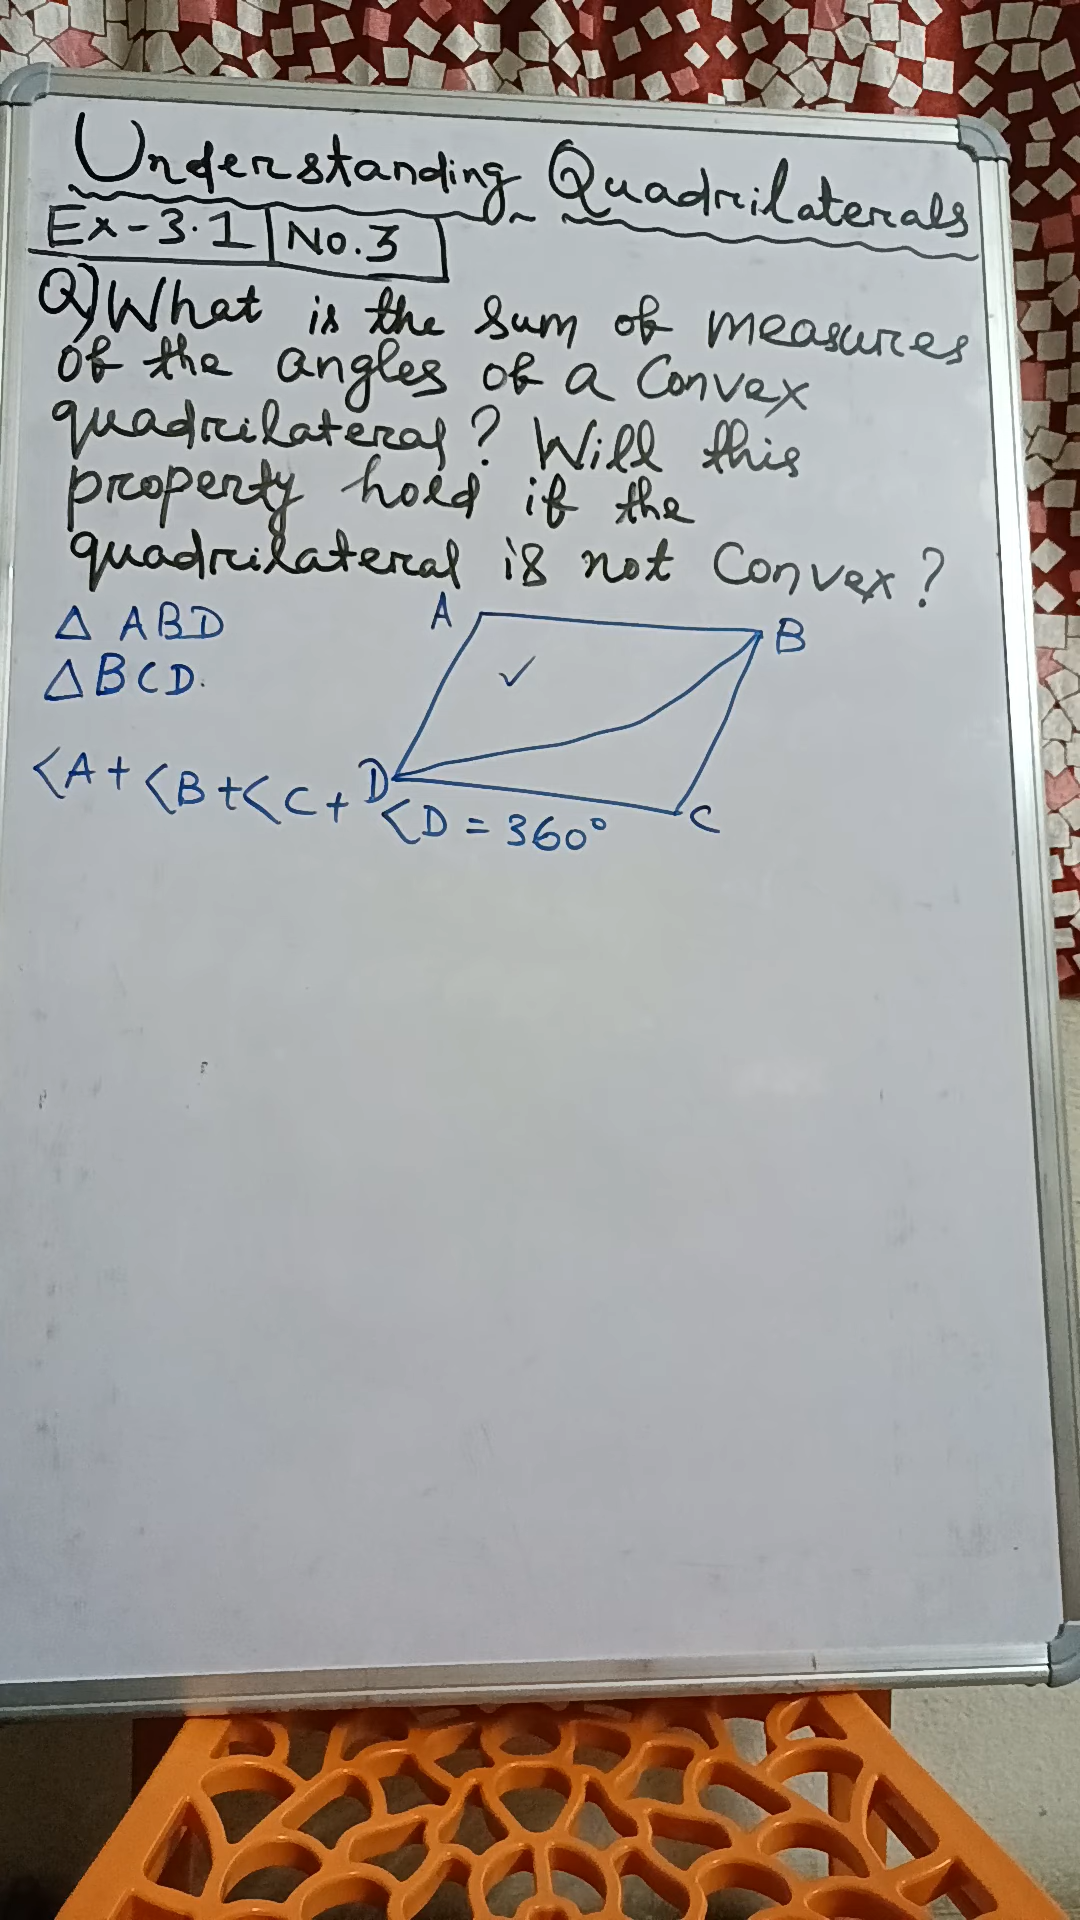 Understanding Quadrilaterals
Ex-3.1 No.3
Q) What is the sum of measures
of the angles of a Convex
quadrilateral? Will this
property hold if the
quadrilateral is not Convex?
△ ABD
△ BCD.
A
B
D
C
<A + <B + <C + <D = 360°